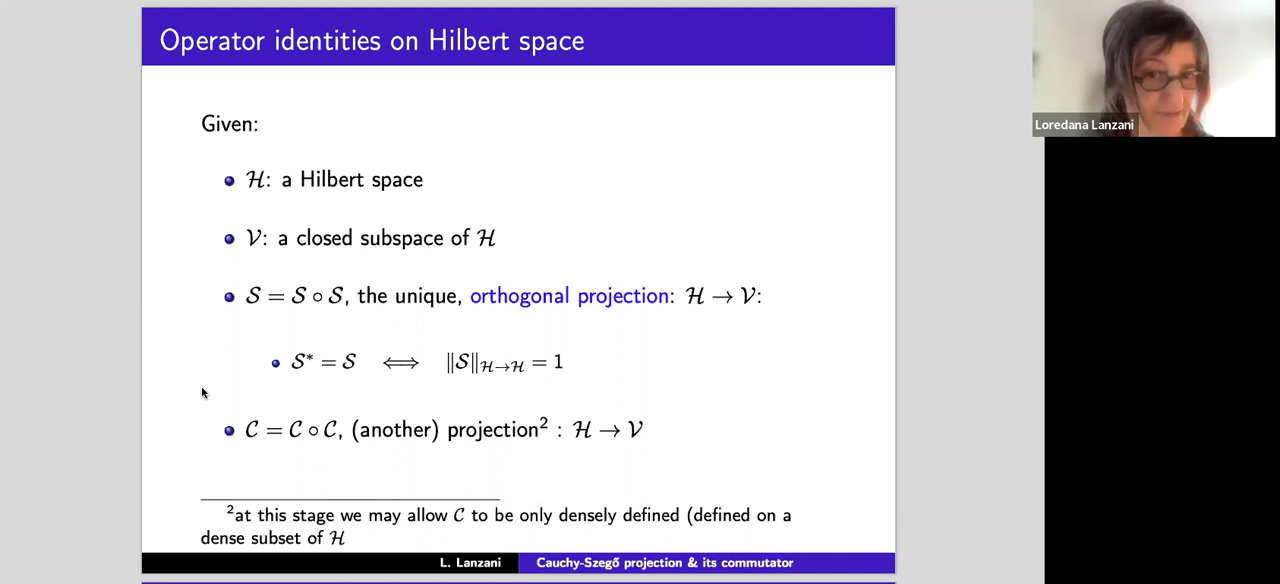 Operator identities on Hilbert space
Loredana Lanzani
Given:
ℋ: a Hilbert space
𝒱: a closed subspace of ℋ
𝒮 = 𝒮 ∘ 𝒮, the unique, orthogonal projection: ℋ → 𝒱:
𝒮* = 𝒮 ⟺ ‖𝒮‖ℋ→ℋ = 1
𝒞 = 𝒞 ∘ 𝒞, (another) projection² : ℋ → 𝒱
²at this stage we may allow 𝒞 to be only densely defined (defined on a
dense subset of ℋ
L. Lanzani Cauchy-Szegő projection & its commutator